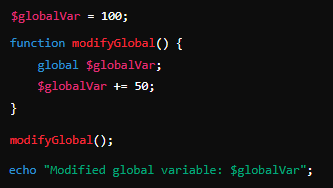 $globalVar = 100;
function modifyGlobal() {
    global $globalVar;
    $globalVar += 50;
}
modifyGlobal();
echo "Modified global variable: $globalVar";